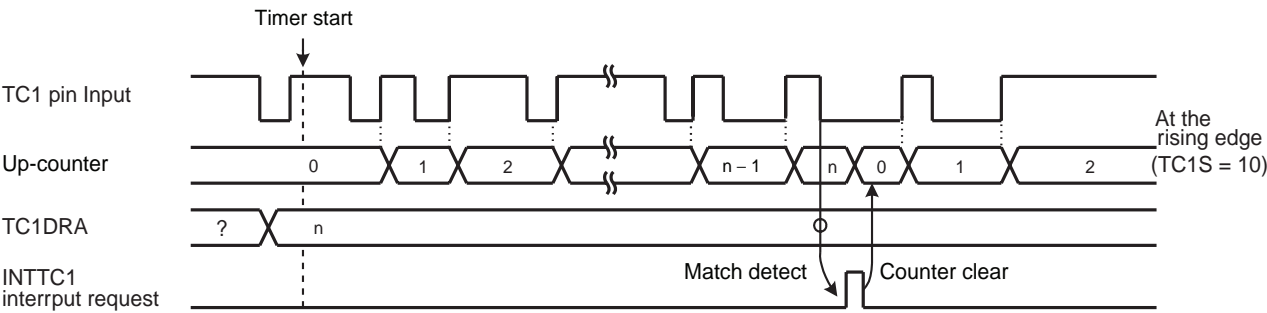 Timer start
TC1 pin Input
At the
rising edge
(TC1S = 10)
Up-counter
0
1
2
n – 1
n
0
1
2
TC1DRA
?
n
Match detect
Counter clear
INTTC1
interrput request